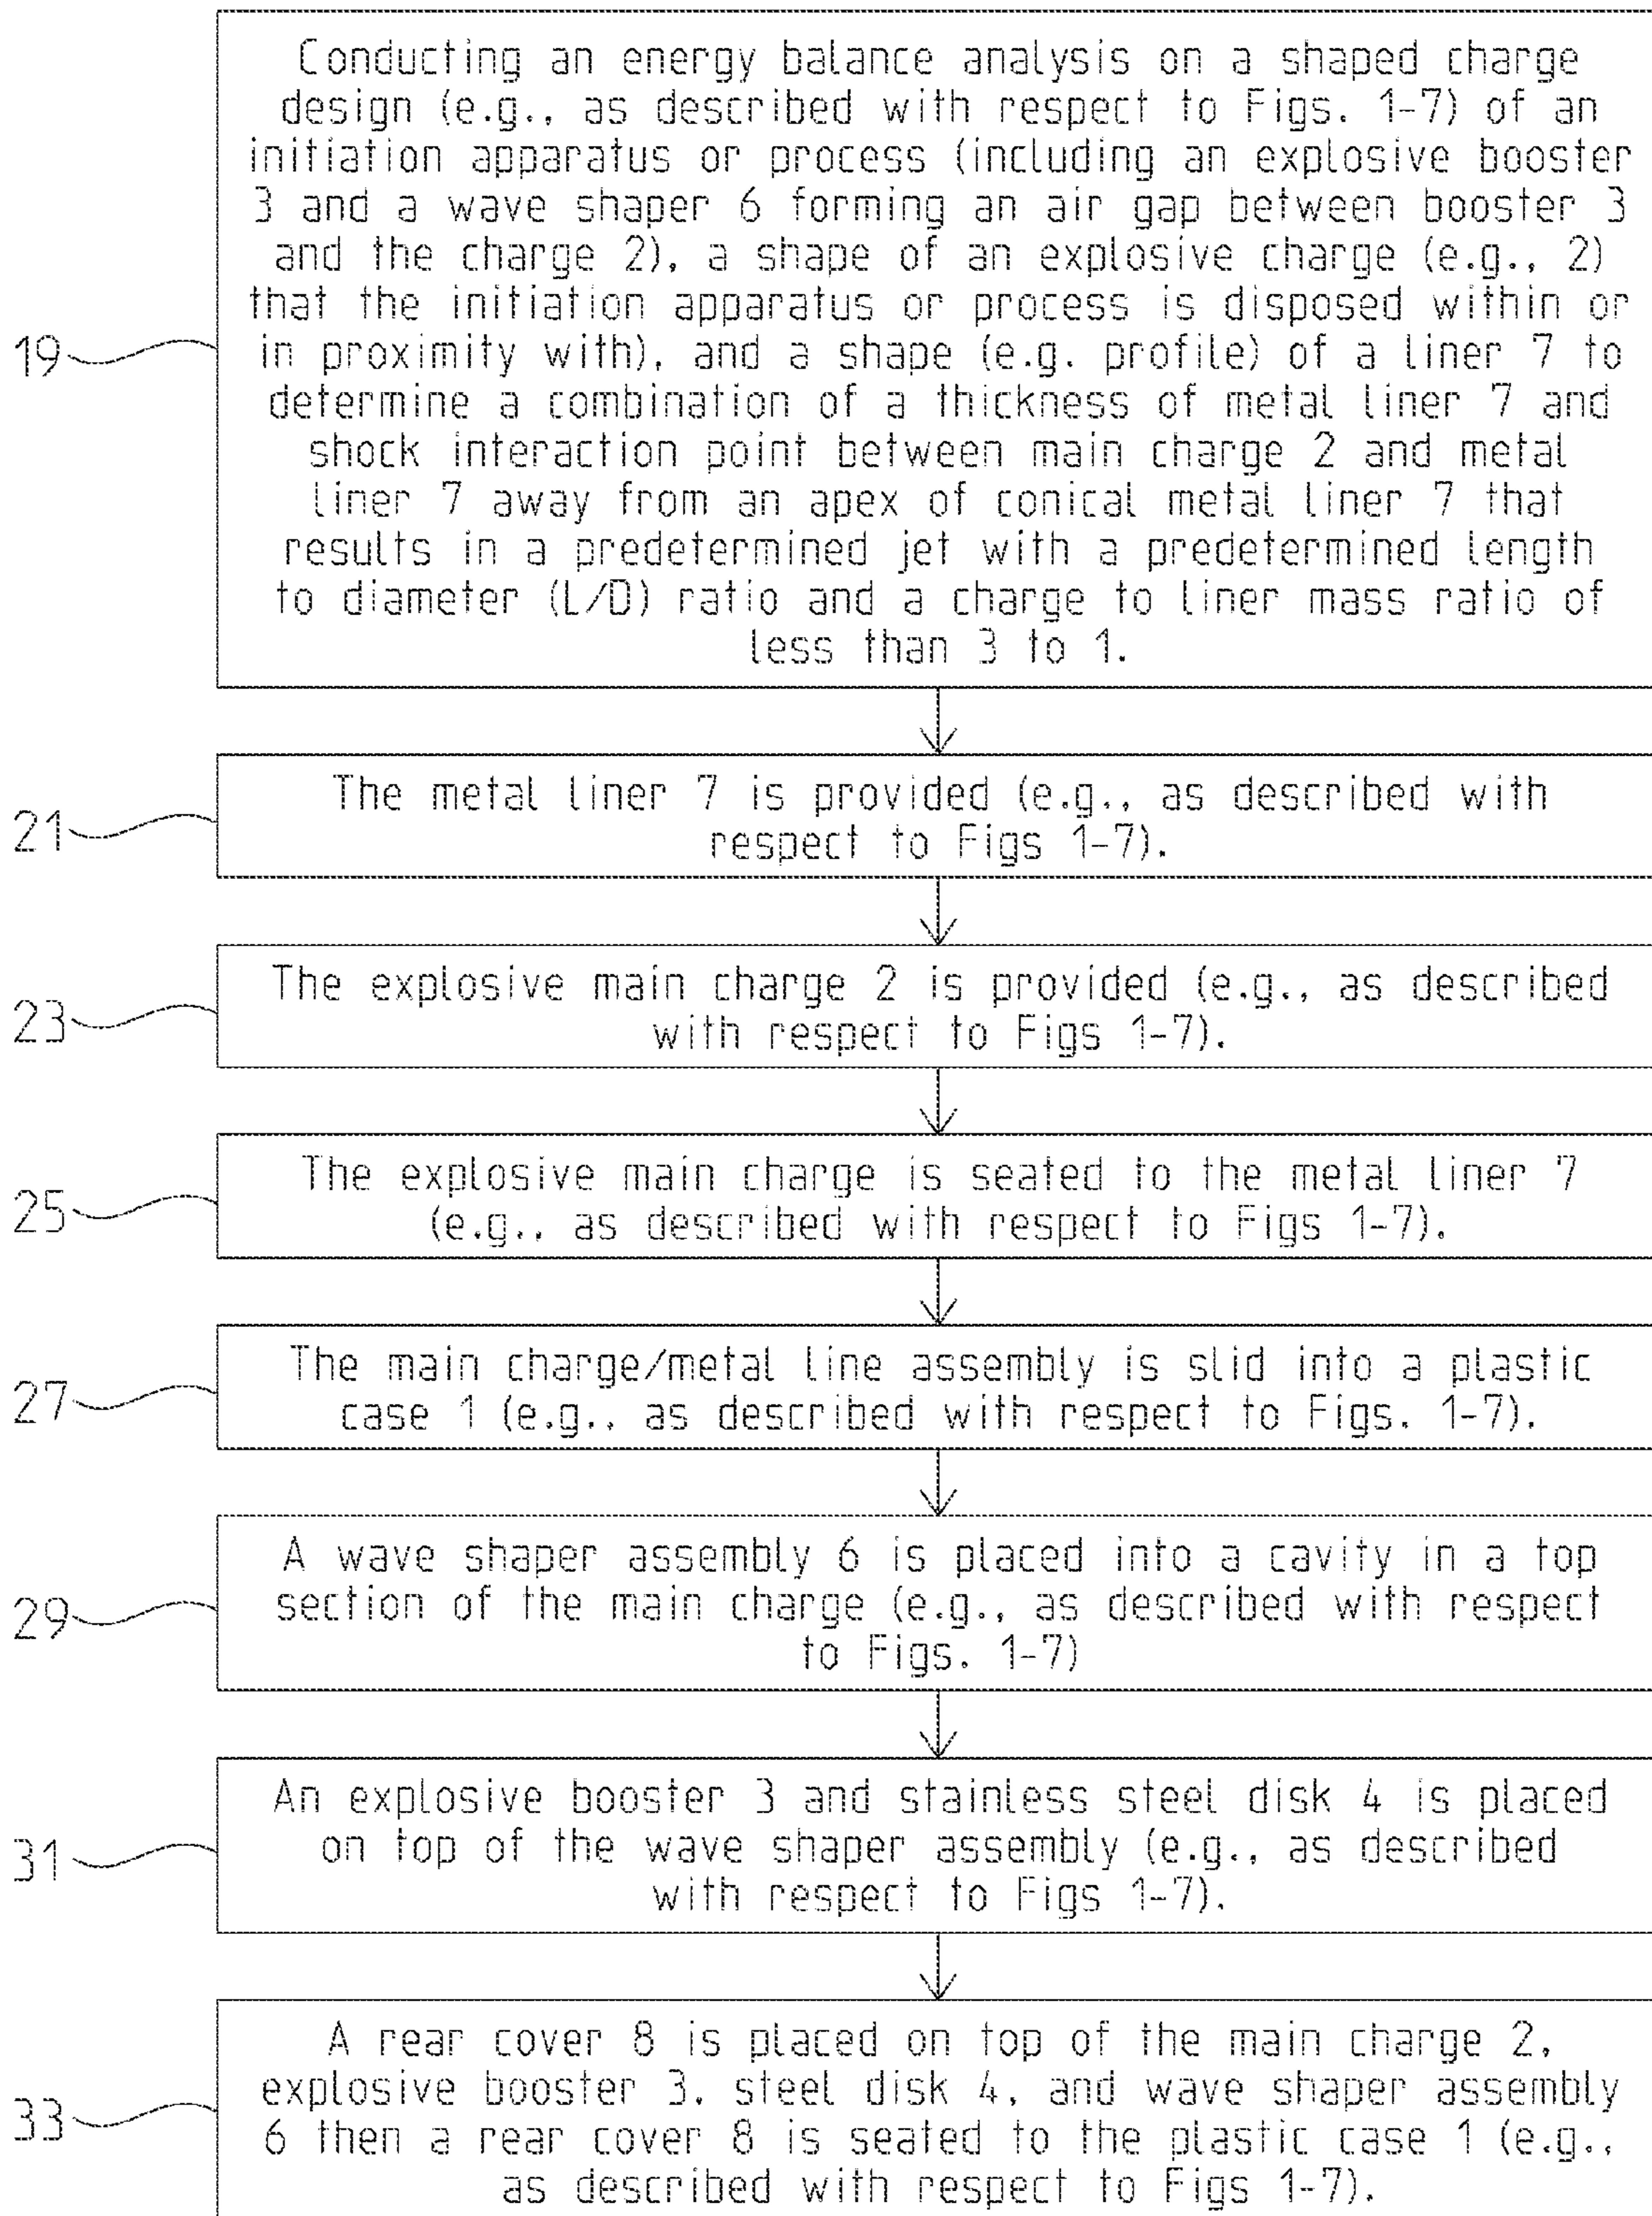 Conducting an energy balance analysis on a shaped charge
design (e.g., as described with respect to Figs. 1-7) of an
initiation apparatus or process (including an explosive booster
3 and a wave shaper 6 forming an air gap between booster 3
and the charge 2), a shape of an explosive charge (e.g., 2)
that the initiation apparatus or process is disposed within or
in proximity with), and a shape (e.g. profile) of a liner 7 to
determine a combination of a thickness of metal liner 7 and
shock interaction point between main charge 2 and metal
liner 7 away from an apex of conical metal liner 7 that
results in a predetermined jet with a predetermined length
to diameter (L/D) ratio and a charge to liner mass ratio of
less than 3 to 1.
19
The metal liner 7 is provided (e.g., as described with
respect to Figs 1-7).
21
The explosive main charge 2 is provided (e.g., as described
with respect to Figs 1-7).
23
The explosive main charge is seated to the metal liner 7
(e.g., as described with respect to Figs 1-7).
25
The main charge/metal line assembly is slid into a plastic
case 1 (e.g., as described with respect to Figs. 1-7).
27
A wave shaper assembly 6 is placed into a cavity in a top
section of the main charge (e.g., as described with respect
to Figs. 1-7)
29
An explosive booster 3 and stainless steel disk 4 is placed
on top of the wave shaper assembly (e.g., as described
with respect to Figs 1-7).
31
A rear cover 8 is placed on top of the main charge 2,
explosive booster 3, steel disk 4, and wave shaper assembly
6 then a rear cover 8 is seated to the plastic case 1 (e.g.,
as described with respect to Figs 1-7).
33